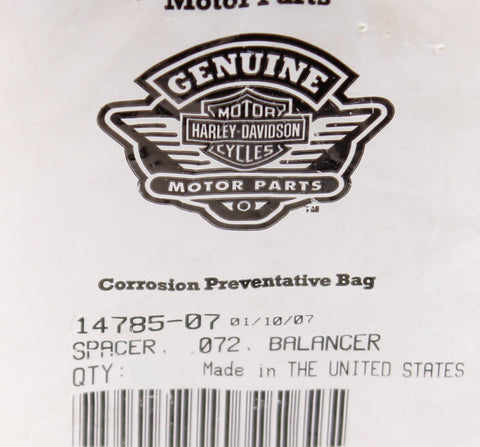 Motor Parts
GENUINE
MOTOR
HARLEY-DAVIDSON
CYCLES
MOTOR PARTS
Corrosion Preventative Bag
14785-07 01/10/07
SPACER. .072. BALANCER
QTY: Made in THE UNITED STATES